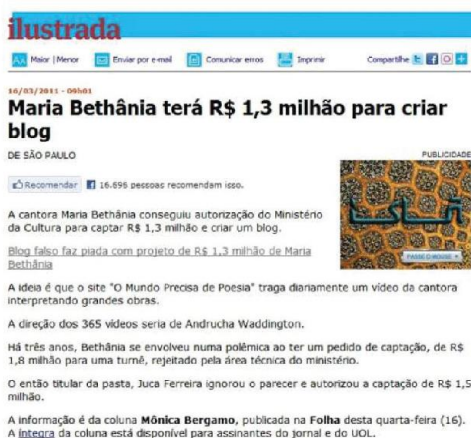 ilustrada
Maior | Menor Enviar por e-mail Comunicar erros Imprimir Compartilhe
16/03/2011 - 09h01
Maria Bethânia terá R$ 1,3 milhão para criar
blog
DE SÃO PAULO
PUBLICIDADE
Recomendar 16.695 pessoas recomendam isso.
A cantora Maria Bethânia conseguiu autorização do Ministério
da Cultura para captar R$ 1,3 milhão e criar um blog.
Blog falso faz piada com projeto de R$ 1,3 milhão de Maria
Bethânia
PASSE O MOUSE
A ideia é que o site "O Mundo Precisa de Poesia" traga diariamente um vídeo da cantora
interpretando grandes obras.
A direção dos 365 vídeos seria de Andrucha Waddington.
Há três anos, Bethânia se envolveu numa polêmica ao ter um pedido de captação, de R$
1,8 milhão para uma turnê, rejeitado pela área técnica do ministério.
O então titular da pasta, Juca Ferreira ignorou o parecer e autorizou a captação de R$ 1,5
milhão.
A informação é da coluna Mônica Bergamo, publicada na Folha desta quarta-feira (16).
A íntegra da coluna está disponível para assinantes do jornal e do UOL.